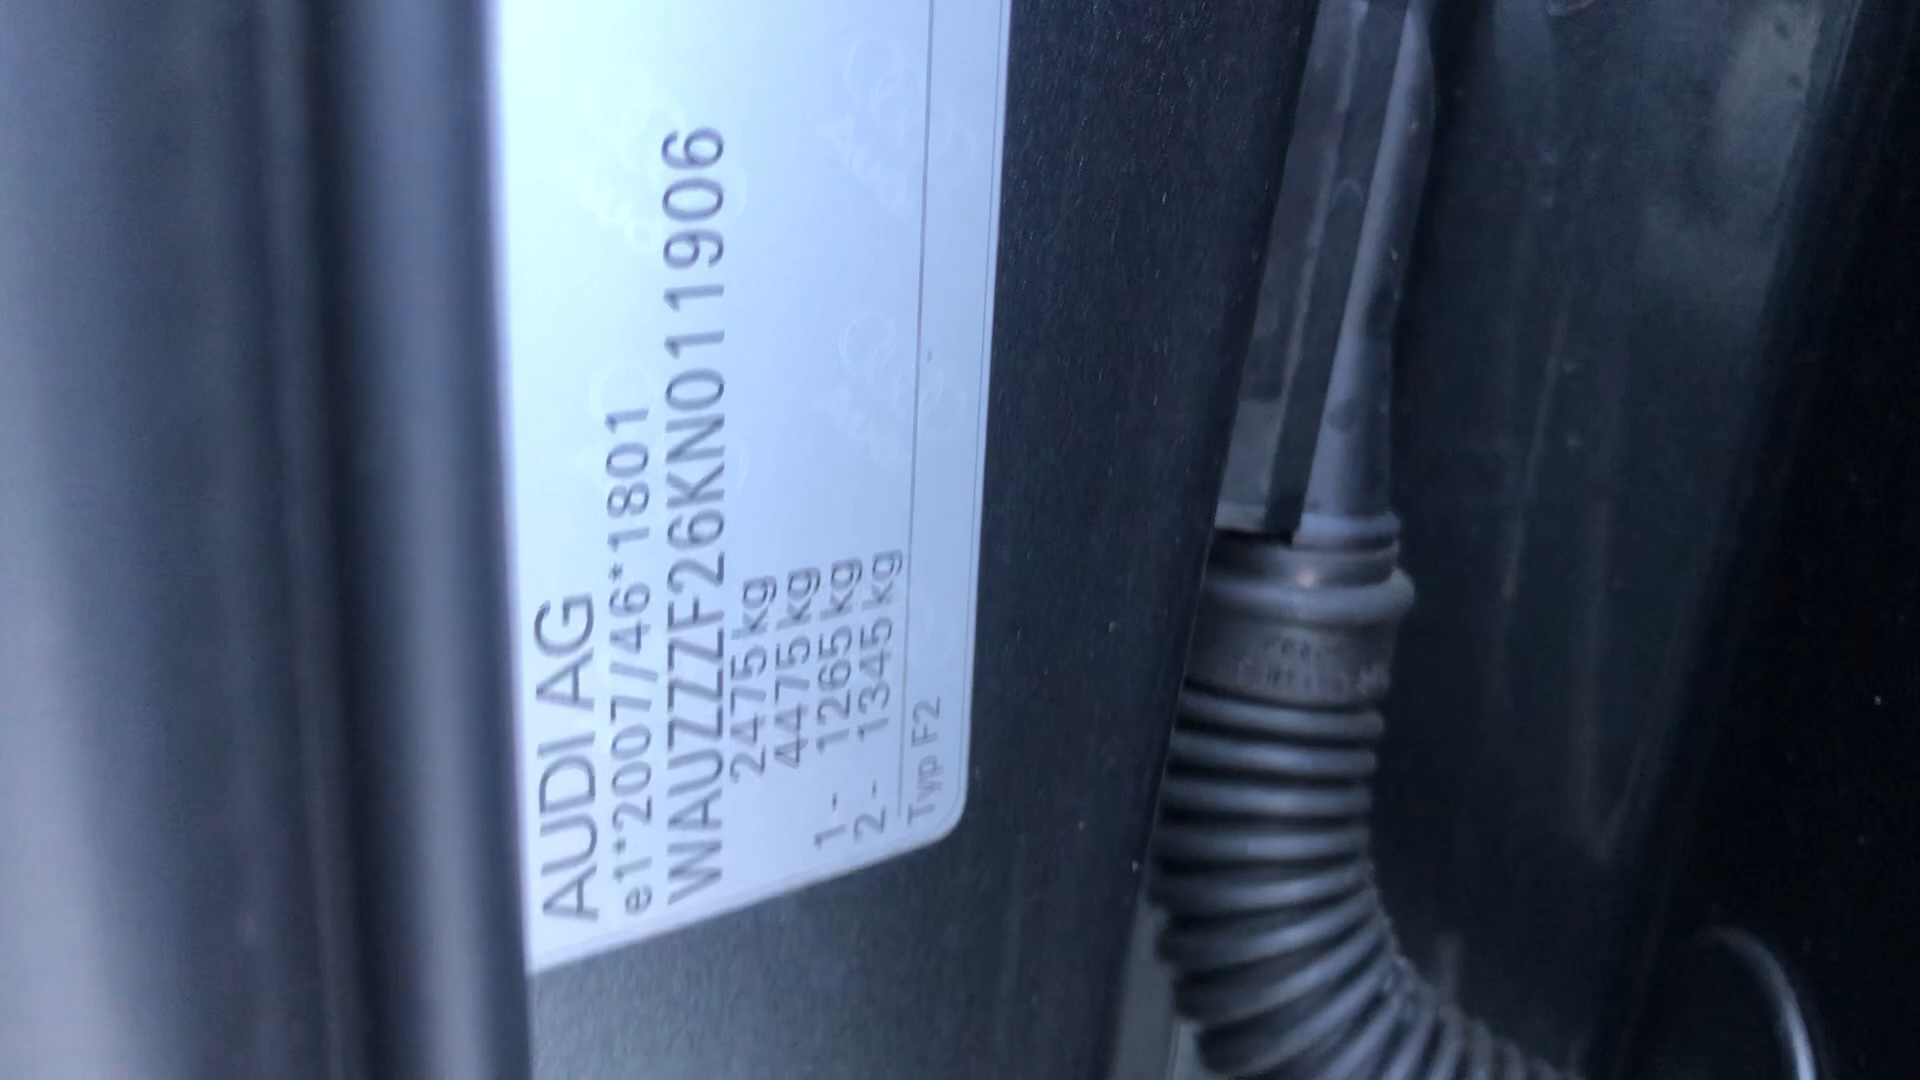 AUDI AG
e1*2007/46*1801
WAUZZZF26KN011906
2475 kg
4475 kg
1- 1265 kg
2- 1345 kg
Typ F2